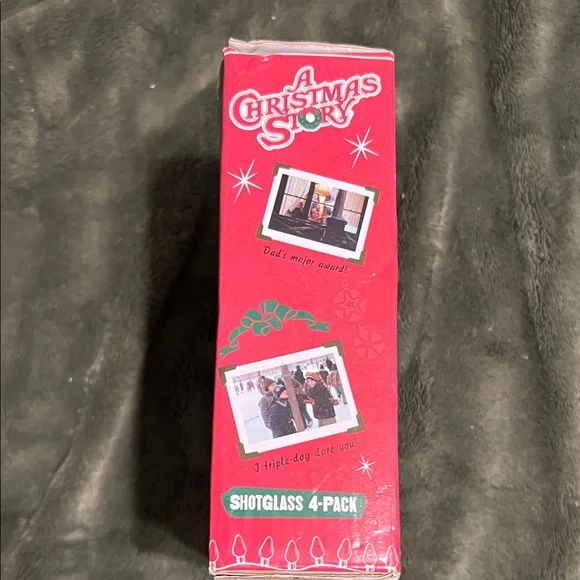 A
CHRISTMAS
STORY
Dad's major award!
I triple-dog dare you!
SHOTGLASS 4-PACK